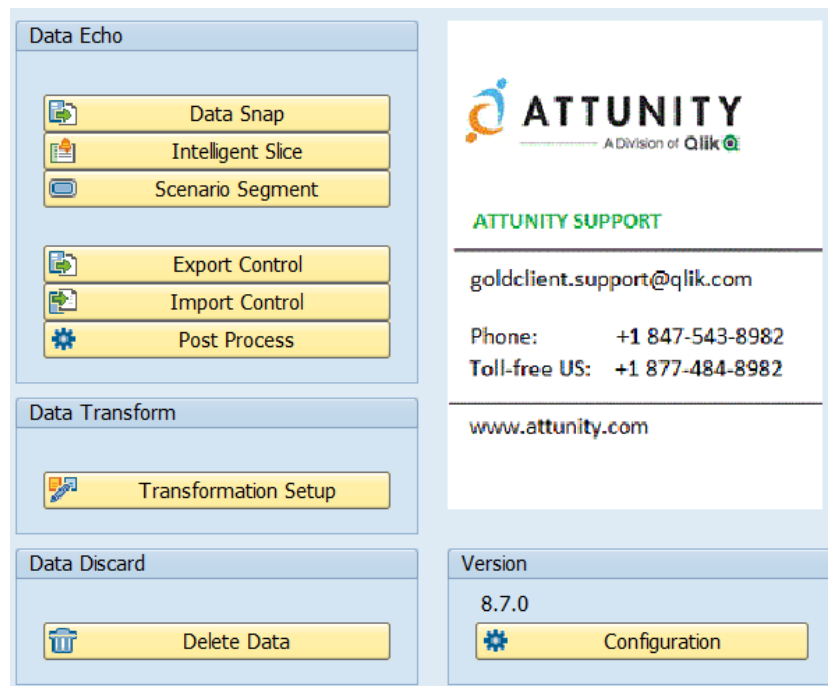 Data Echo
Data Snap
Intelligent Slice
Scenario Segment
Export Control
Import Control
Post Process
Data Transform
Transformation Setup
Data Discard
Delete Data
ATTUNITY
A Division of Qlik
ATTUNITY SUPPORT
goldclient.support@qlik.com
Phone: +1 847-543-8982
Toll-free US: +1 877-484-8982
www.attunity.com
Version
8.7.0
Configuration